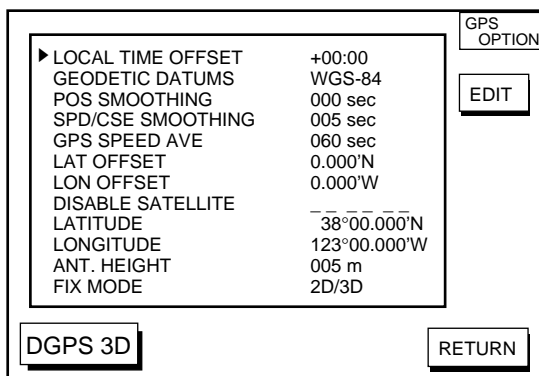 GPS
OPTION
LOCAL TIME OFFSET +00:00
GEODETIC DATUMS WGS-84
POS SMOOTHING 000 sec
SPD/CSE SMOOTHING 005 sec
GPS SPEED AVE 060 sec
LAT OFFSET 0.000'N
LON OFFSET 0.000'W
DISABLE SATELLITE _ _ _ _ _ _
LATITUDE 38°00.000'N
LONGITUDE 123°00.000'W
ANT. HEIGHT 005 m
FIX MODE 2D/3D
EDIT
DGPS 3D
RETURN